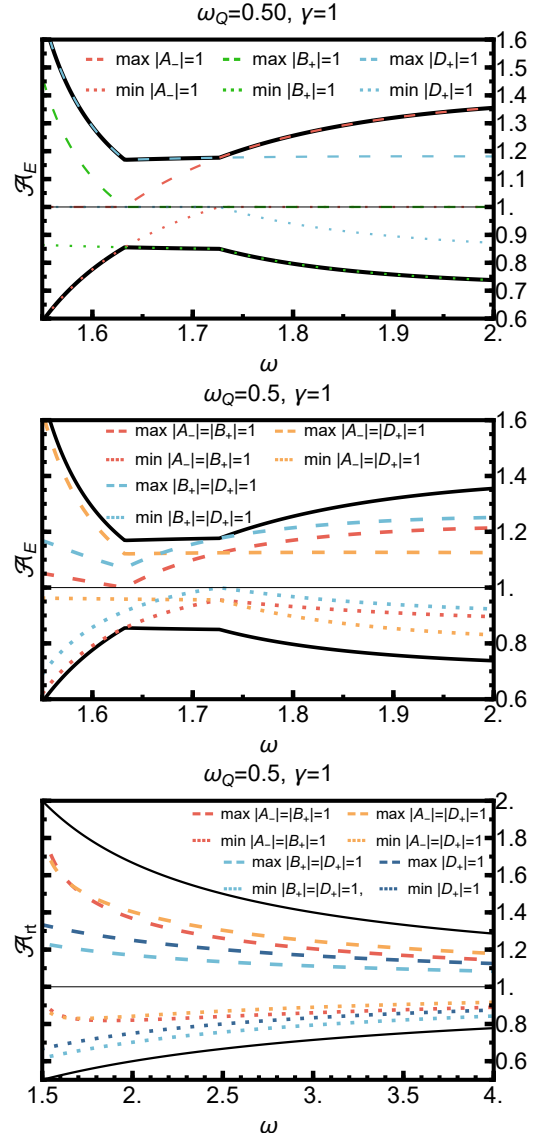 ω_Q=0.50, γ=1
max |A₋|=1 max |B₊|=1 max |D₊|=1
min |A₋|=1 min |B₊|=1 min |D₊|=1
𝒜_E
1.6
1.5
1.4
1.3
1.2
1.1
1.
0.9
0.8
0.7
0.6
1.6 1.7 1.8 1.9 2.
ω
ω_Q=0.5, γ=1
max |A₋|=|B₊|=1 max |A₋|=|D₊|=1
min |A₋|=|B₊|=1 min |A₋|=|D₊|=1
max |B₊|=|D₊|=1
min |B₊|=|D₊|=1
𝒜_E
1.6
1.4
1.2
1.
0.8
0.6
1.6 1.7 1.8 1.9 2.
ω
ω_Q=0.5, γ=1
max |A₋|=|B₊|=1 max |A₋|=|D₊|=1
min |A₋|=|B₊|=1 min |A₋|=|D₊|=1
max |B₊|=|D₊|=1 max |D₊|=1
min |B₊|=|D₊|=1, min |D₊|=1
𝒜_rt
2.
1.8
1.6
1.4
1.2
1.
0.8
0.6
1.5 2. 2.5 3. 3.5 4.
ω